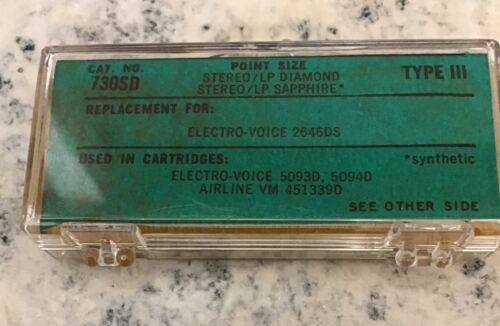 CAT. NO.
730SD
POINT SIZE
STEREO/LP DIAMOND
STEREO/LP SAPPHIRE*
TYPE III
REPLACEMENT FOR:
ELECTRO-VOICE 2646DS
USED IN CARTRIDGES:
*synthetic
ELECTRO-VOICE 5093D, 5094D
AIRLINE VM 451339D
SEE OTHER SIDE